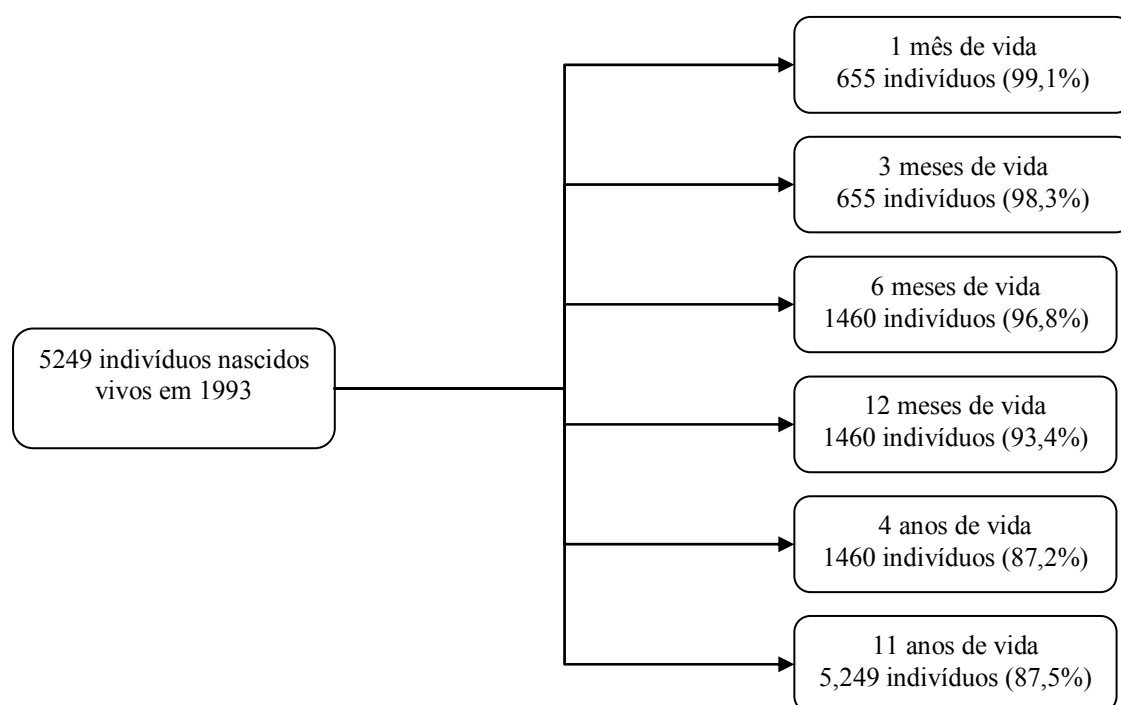 5249 indivíduos nascidos
vivos em 1993
1 mês de vida
655 indivíduos (99,1%)
3 meses de vida
655 indivíduos (98,3%)
6 meses de vida
1460 indivíduos (96,8%)
12 meses de vida
1460 indivíduos (93,4%)
4 anos de vida
1460 indivíduos (87,2%)
11 anos de vida
5,249 indivíduos (87,5%)